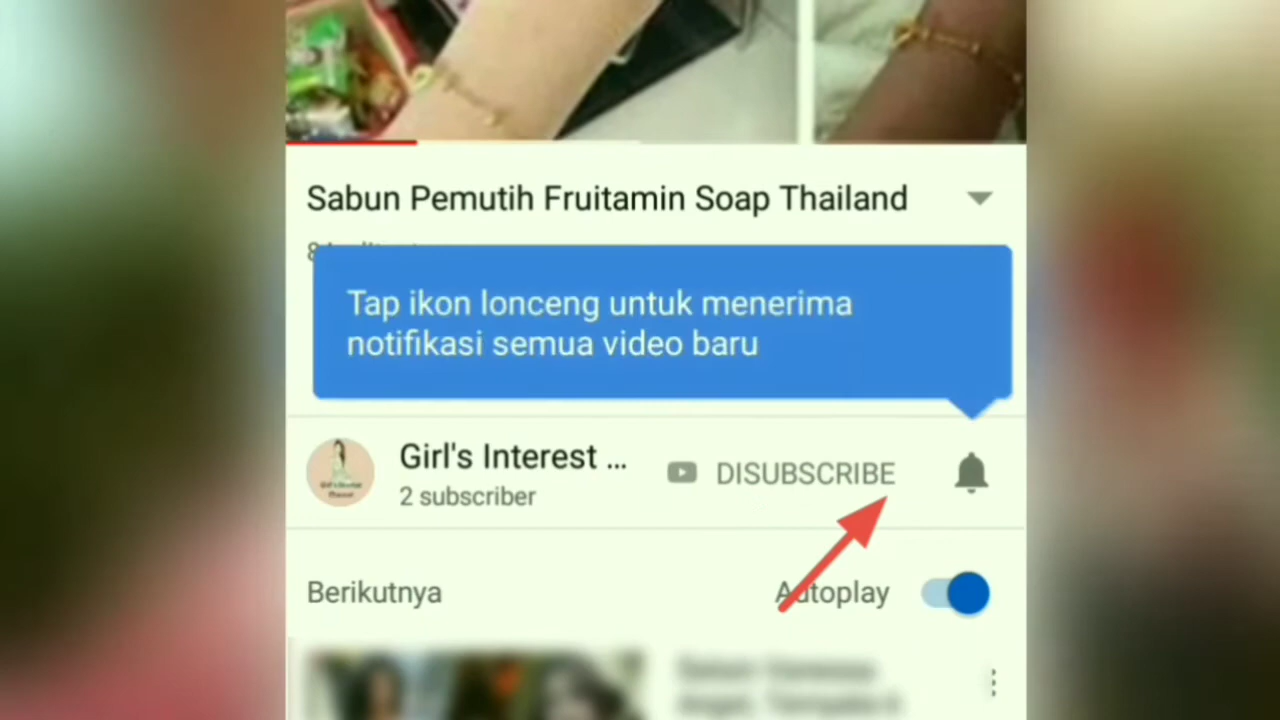 Sabun Pemutih Fruitamin Soap Thailand
Tap ikon lonceng untuk menerima
notifikasi semua video baru
Girl's Interest ...
2 subscriber
DISUBSCRIBE
Berikutnya
Autoplay